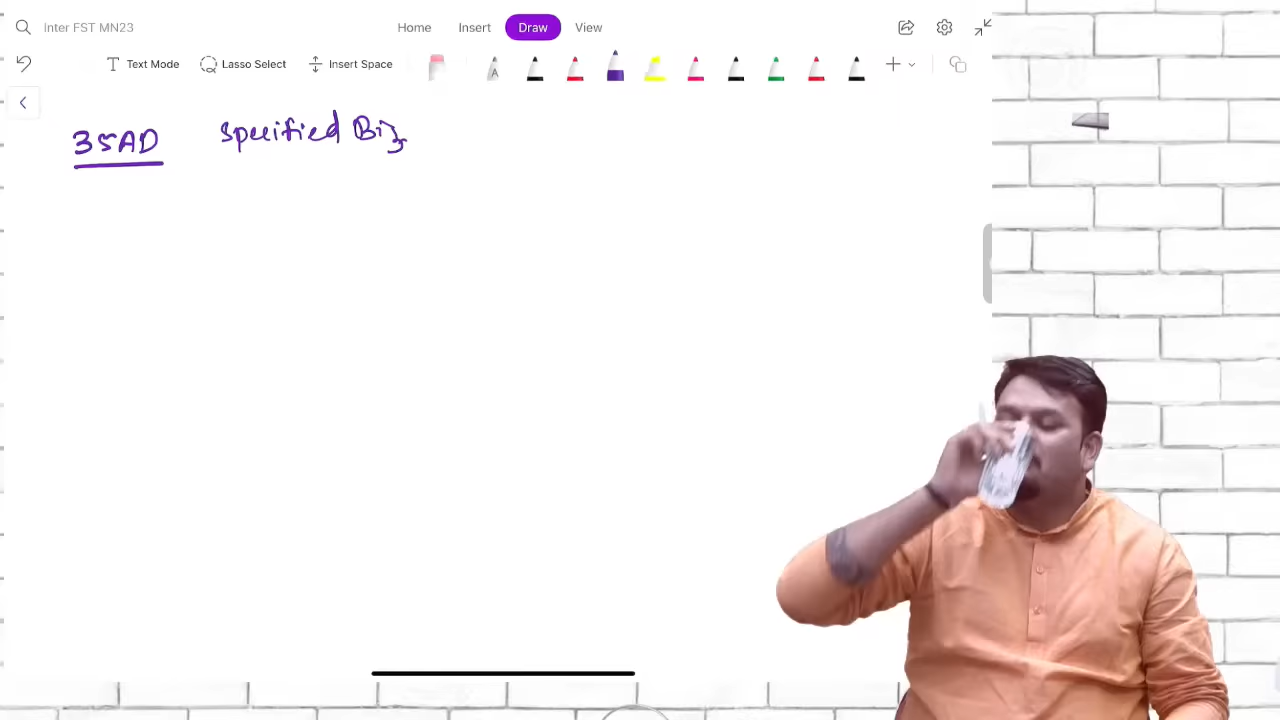 Inter FST MN23
Home Insert Draw View
Text Mode Lasso Select Insert Space
A
35AD Specified Biz